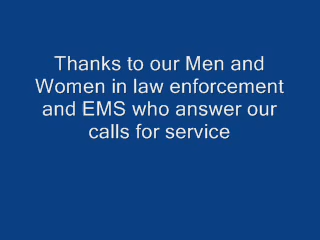 Thanks to our Men and
Women in law enforcement
and EMS who answer our
calls for service